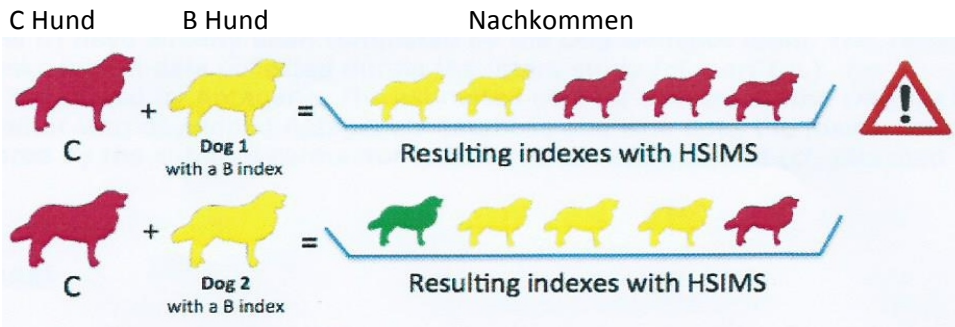 C Hund B Hund Nachkommen
+ =
C Dog 1 Resulting indexes with HSIMS
with a B index
+ =
C Dog 2 Resulting indexes with HSIMS
with a B index